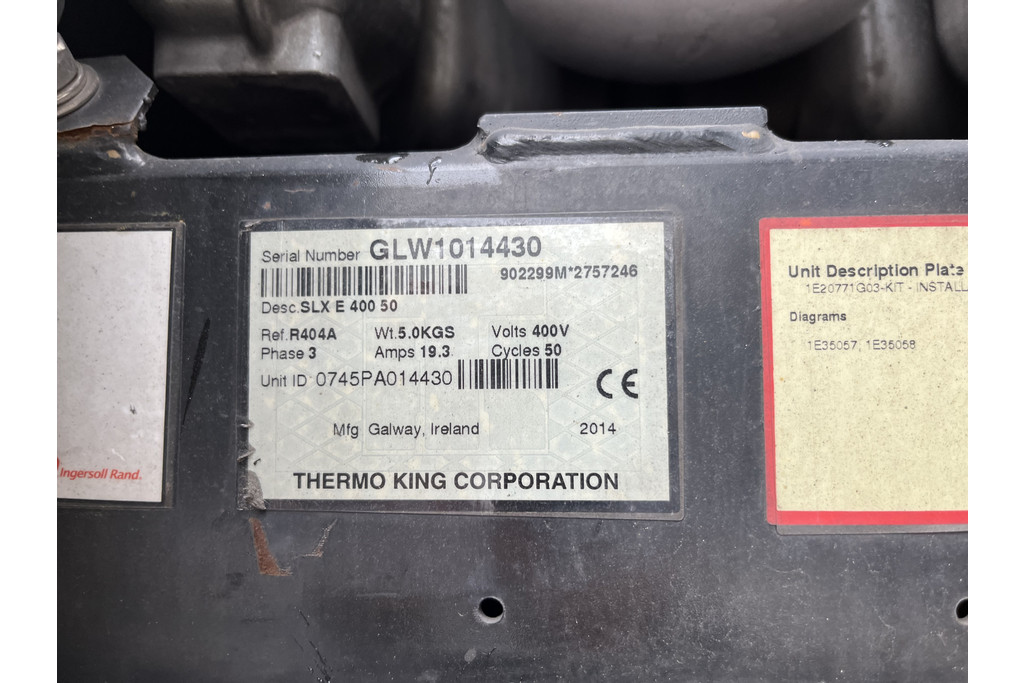 Serial Number GLW1014430
902299M*2757246
Desc.SLX E 400 50
Ref.R404A Wt.5.0KGS Volts 400V
Phase 3 Amps 19.3 Cycles 50
Unit ID 0745PA014430
CE
Mfg Galway, Ireland 2014
THERMO KING CORPORATION
Ingersoll Rand.
Unit Description Plate
1E20771G03-KIT - INSTALL
Diagrams
1E35057, 1E35058